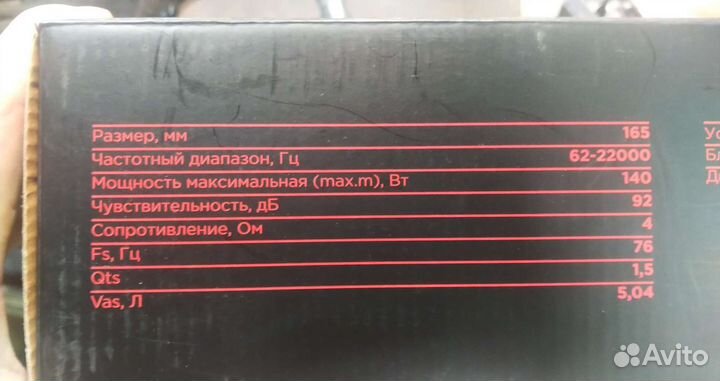 Размер, мм 165
Частотный диапазон, Гц 62-22000
Мощность максимальная (max.m), Вт 140
Чувствительность, дБ 92
Сопротивление, Ом 4
Fs, Гц 76
Qts 1,5
Vas, Л 5,04
Avito